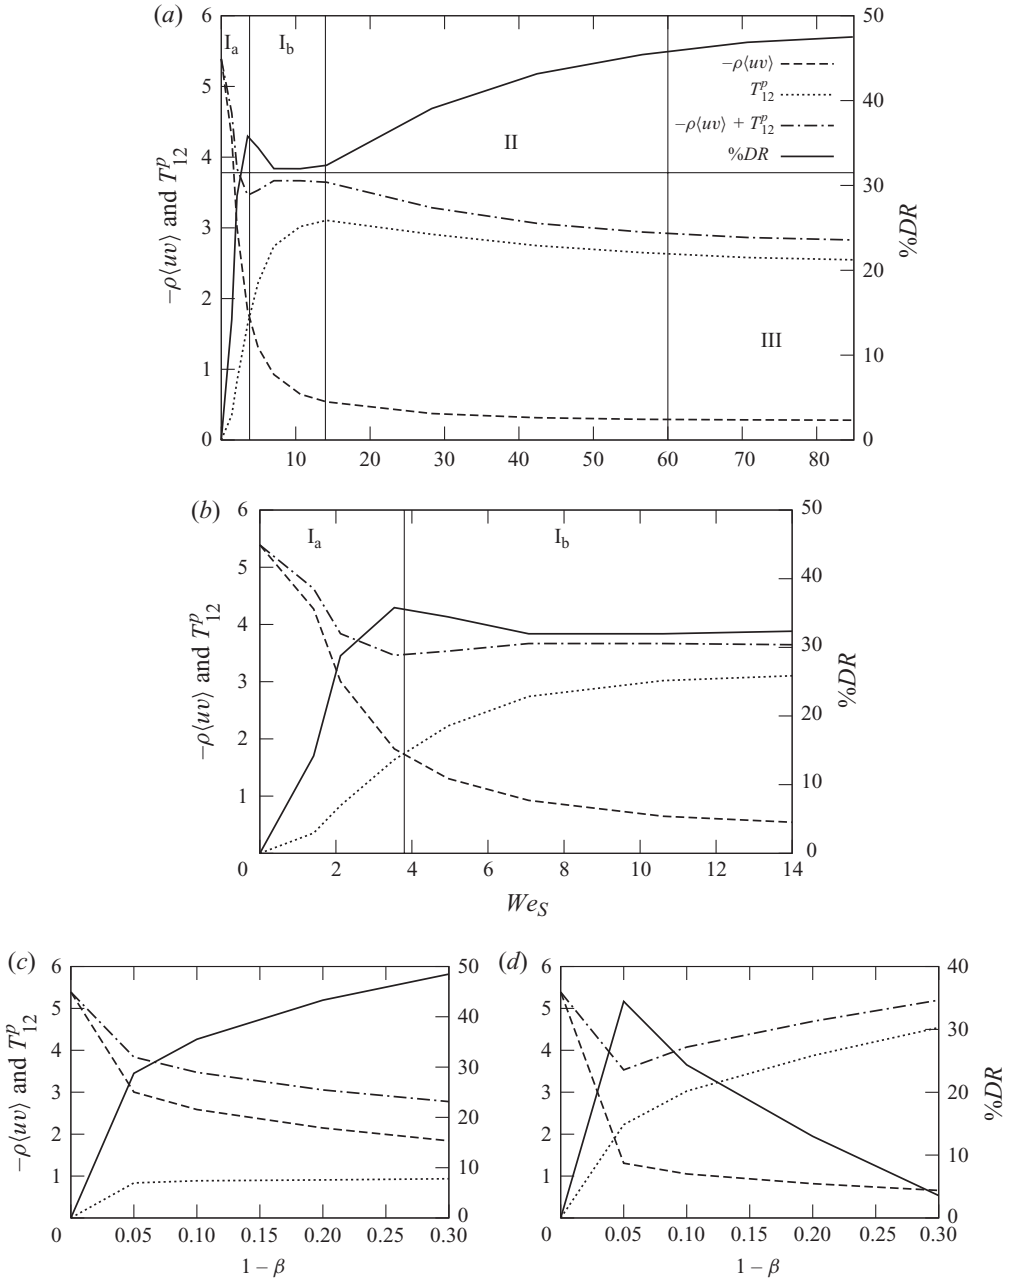 (a)
6
5
4
3
2
1
0
−ρ⟨uv⟩ and T^p_12
I_a
I_b
II
III
−ρ⟨uv⟩
T^p_12
−ρ⟨uv⟩ + T^p_12
%DR
50
40
30
20
10
0
%DR
10 20 30 40 50 60 70 80
(b)
6
5
4
3
2
1
−ρ⟨uv⟩ and T^p_12
I_a
I_b
50
40
30
20
10
0
%DR
0 2 4 6 8 10 12 14
We_S
(c)
6
5
4
3
2
1
−ρ⟨uv⟩ and T^p_12
50
40
30
20
10
0
0 0.05 0.10 0.15 0.20 0.25 0.30
1 − β
(d)
6
5
4
3
2
1
40
30
20
10
0
%DR
0 0.05 0.10 0.15 0.20 0.25 0.30
1 − β